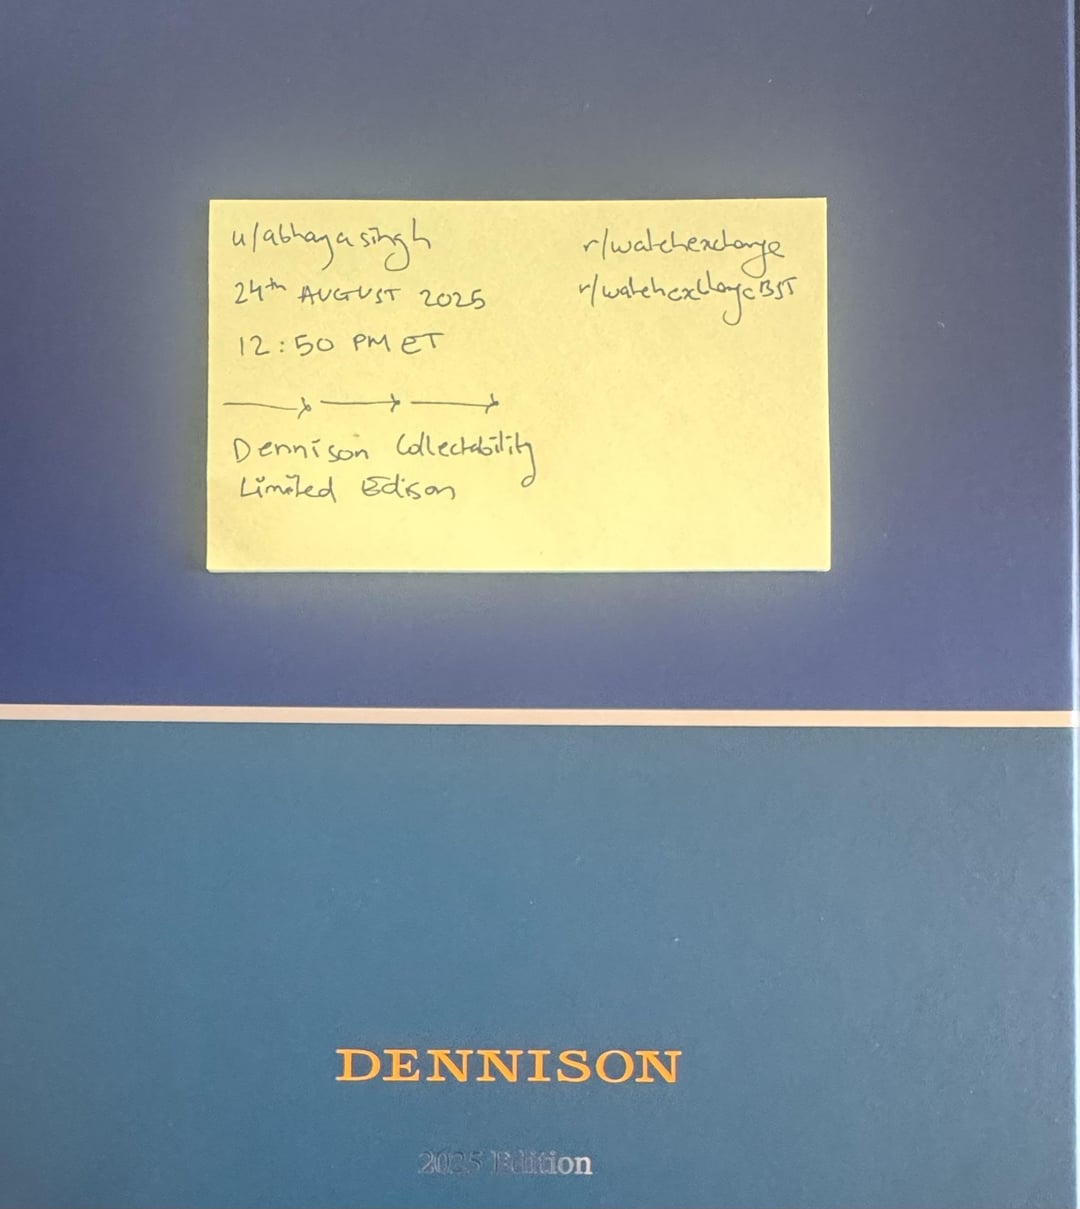 u/abhayasingh
24th AUGUST 2025
12:50 PM ET
Dennison Collectability
Limited Edison
r/watchexchange
r/watchexchangeBST
DENNISON
2025 Edition